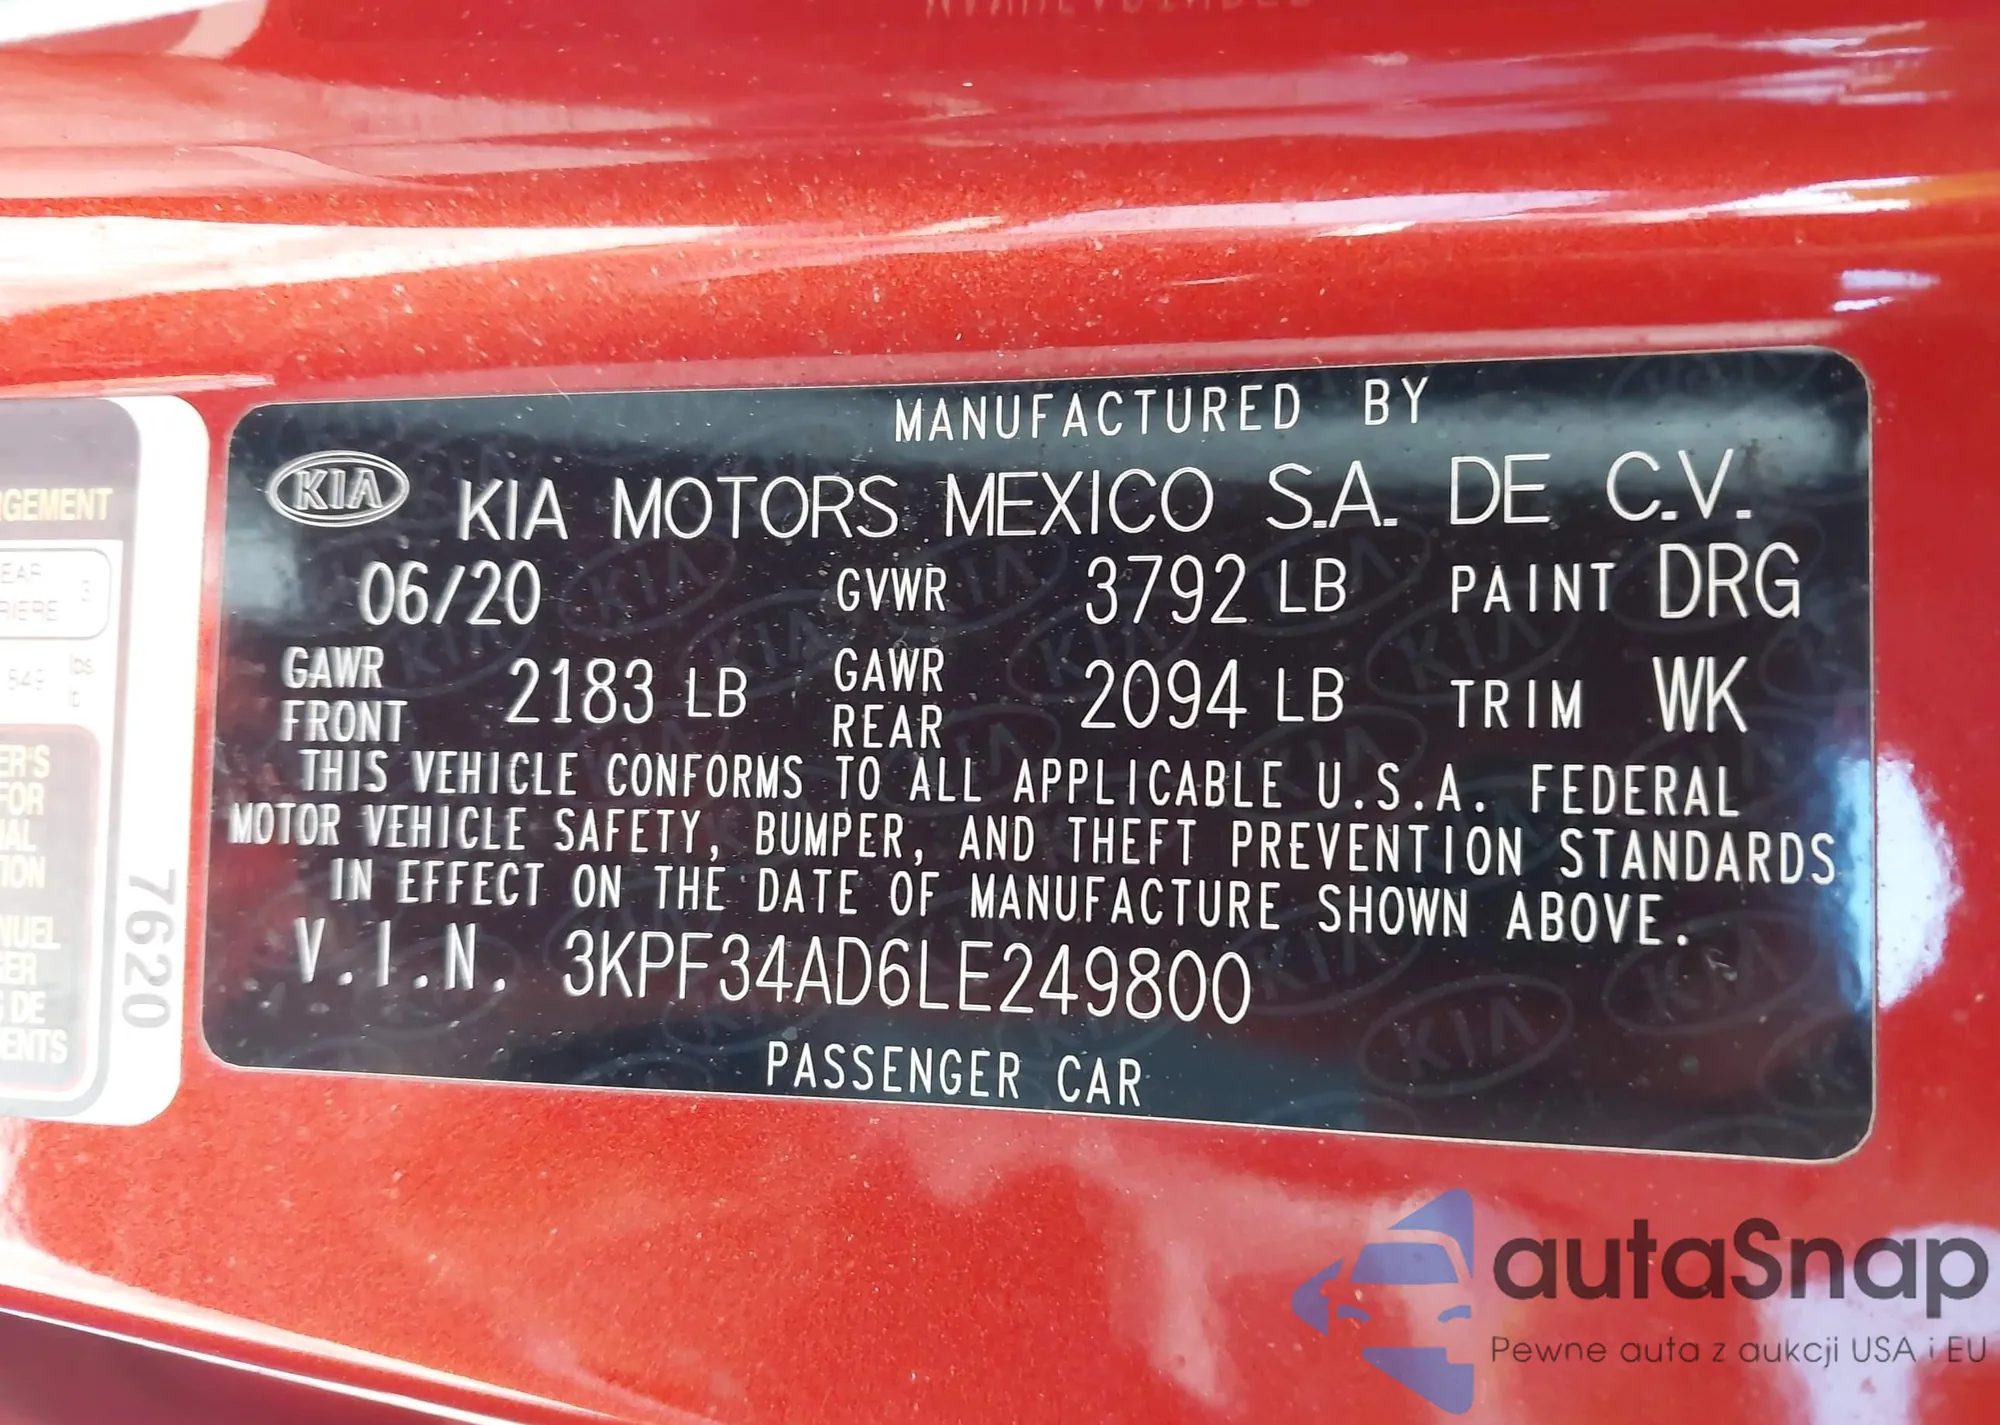 MANUFACTURED BY
KIA KIA MOTORS MEXICO S.A. DE C.V.
06/20 GVWR 3792 LB PAINT DRG
GAWR FRONT 2183 LB GAWR REAR 2094 LB TRIM WK
THIS VEHICLE CONFORMS TO ALL APPLICABLE U.S.A. FEDERAL
MOTOR VEHICLE SAFETY, BUMPER, AND THEFT PREVENTION STANDARDS
IN EFFECT ON THE DATE OF MANUFACTURE SHOWN ABOVE.
V.I.N. 3KPF34AD6LE249800
PASSENGER CAR
7620
autaSnap
Pewne auta z aukcji USA i EU